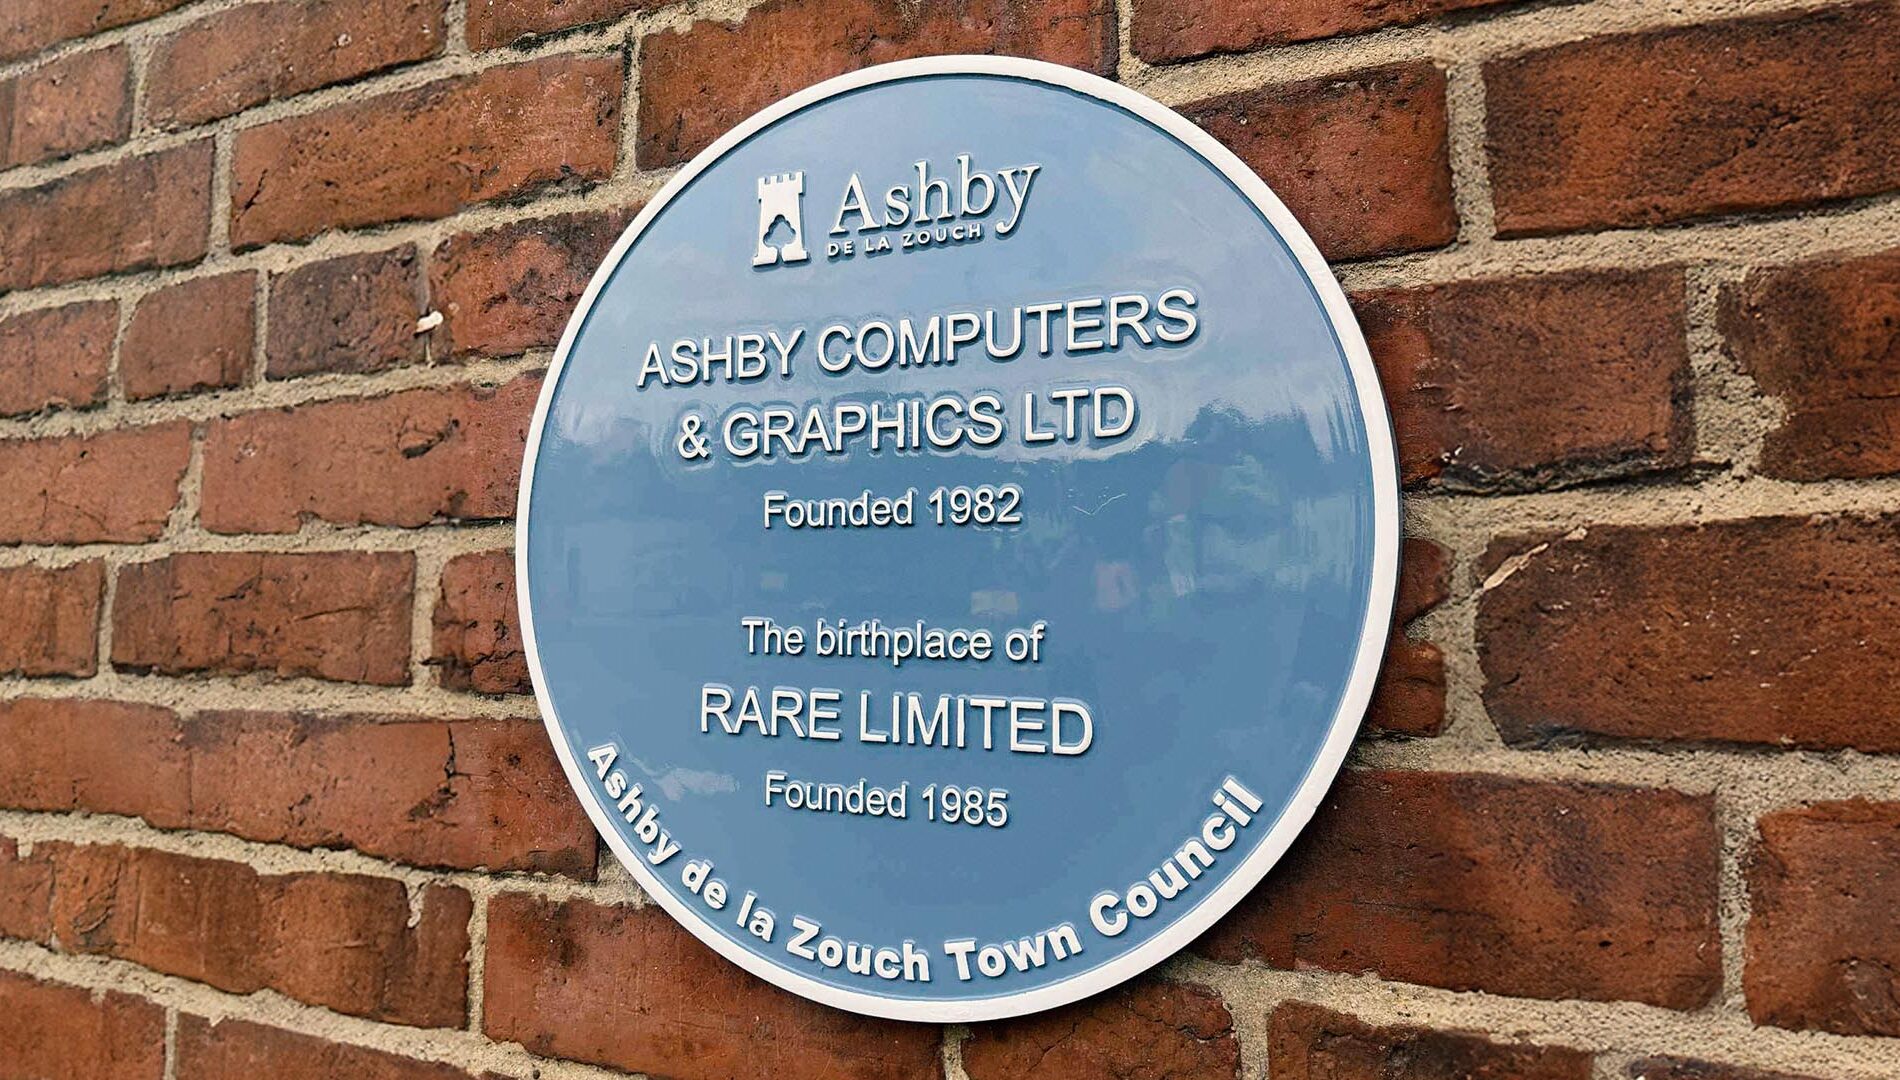 Ashby
DE LA ZOUCH
ASHBY COMPUTERS
& GRAPHICS LTD
Founded 1982
The birthplace of
RARE LIMITED
Founded 1985
Ashby de la Zouch Town Council